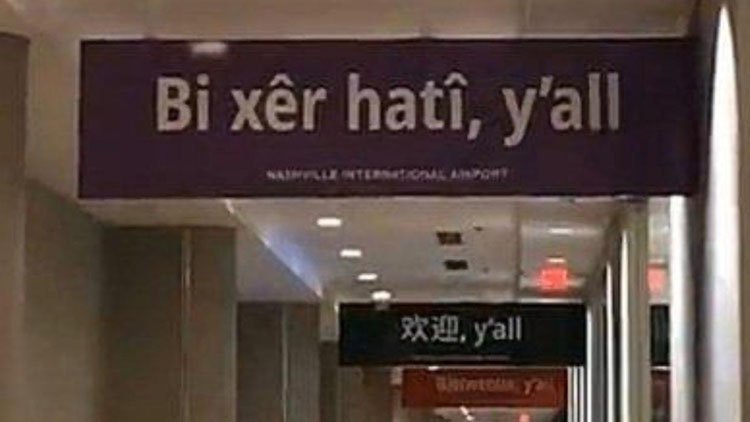 Bi xêr hatî, y’all
NASHVILLE INTERNATIONAL AIRPORT
欢迎, y’all